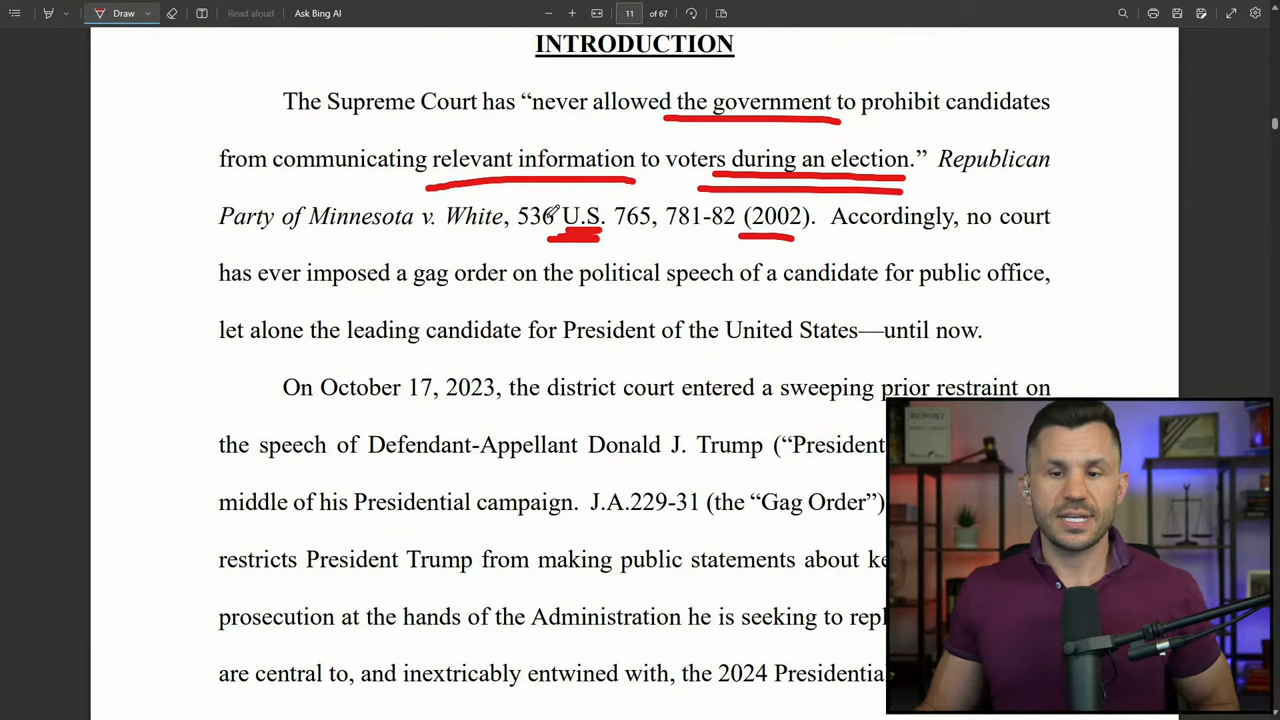 Draw
Read aloud
Ask Bing AI
11 of 67
INTRODUCTION
The Supreme Court has “never allowed the government to prohibit candidates
from communicating relevant information to voters during an election.” Republican
Party of Minnesota v. White, 536 U.S. 765, 781-82 (2002). Accordingly, no court
has ever imposed a gag order on the political speech of a candidate for public office,
let alone the leading candidate for President of the United States—until now.
On October 17, 2023, the district court entered a sweeping prior restraint on
the speech of Defendant-Appellant Donald J. Trump (“President
middle of his Presidential campaign. J.A.229-31 (the “Gag Order”)
restricts President Trump from making public statements about
prosecution at the hands of the Administration he is seeking to
are central to, and inextricably entwined with, the 2024 Presidential
REPORT